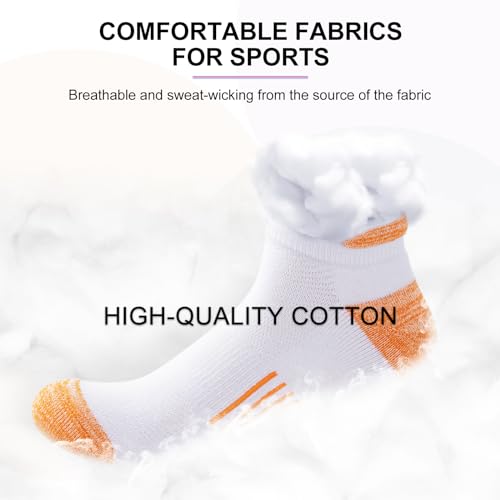 COMFORTABLE FABRICS
FOR SPORTS
Breathable and sweat-wicking from the source of the fabric
HIGH-QUALITY COTTON